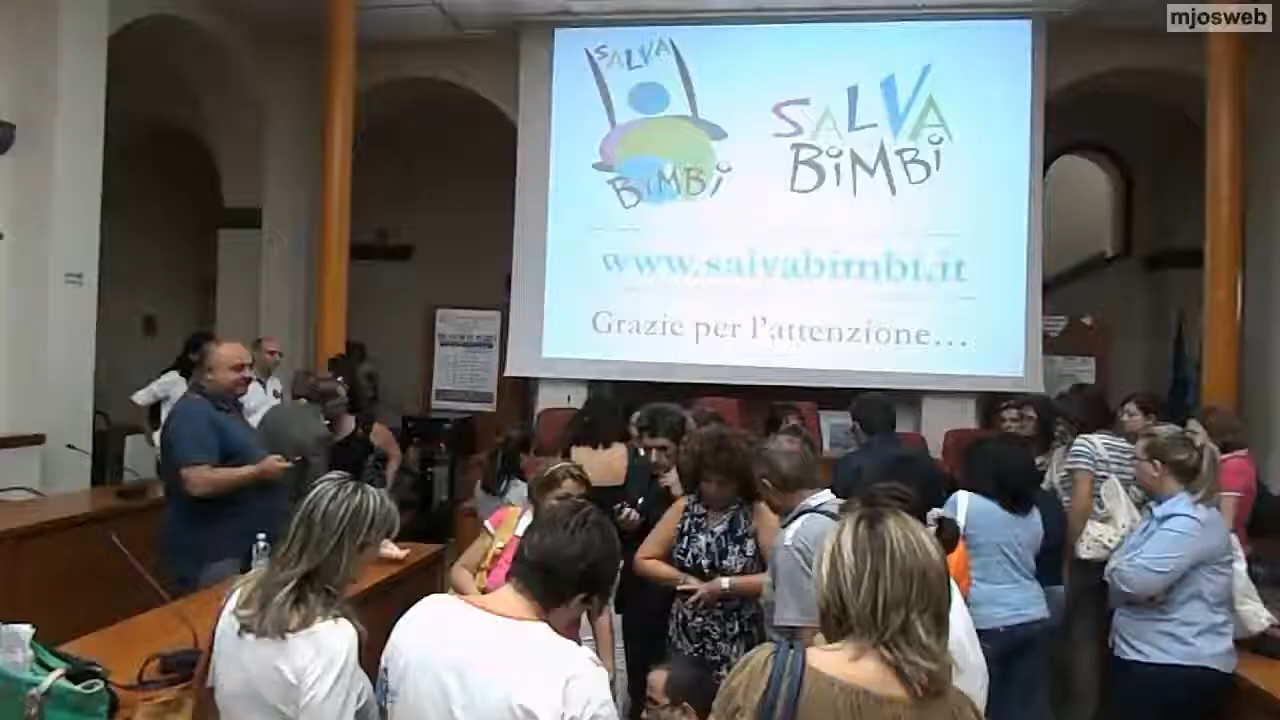 mjosweb
SALVA
BiMBi
SALVA
BiMBi
www.salvabimbi.it
Grazie per l'attenzione...